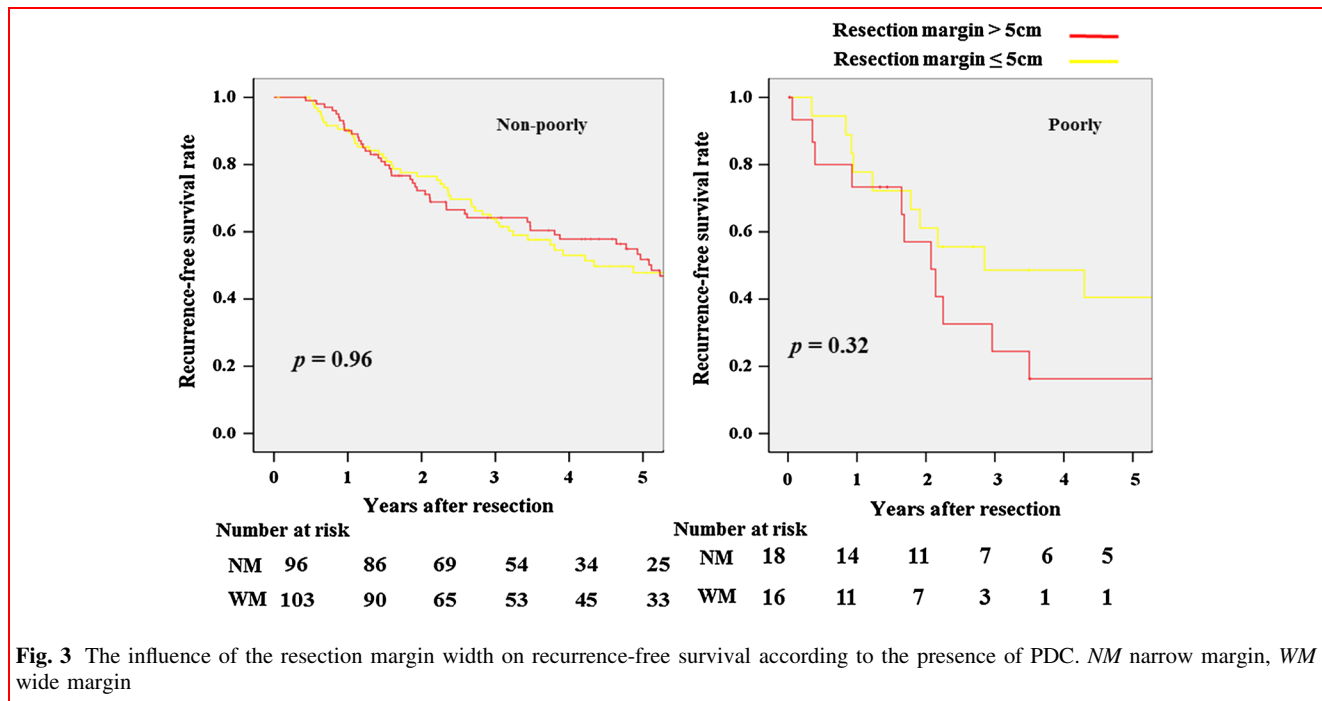 Resection margin > 5cm
Resection margin ≤ 5cm
Non-poorly
Recurrence-free survival rate
1.0
0.8
0.6
0.4
0.2
0.0
p = 0.96
0 1 2 3 4 5
Years after resection
Number at risk
NM 96 86 69 54 34 25
WM 103 90 65 53 45 33
Poorly
Recurrence-free survival rate
1.0
0.8
0.6
0.4
0.2
0.0
p = 0.32
0 1 2 3 4 5
Years after resection
Number at risk
NM 18 14 11 7 6 5
WM 16 11 7 3 1 1
Fig. 3 The influence of the resection margin width on recurrence-free survival according to the presence of PDC. NM narrow margin, WM
wide margin